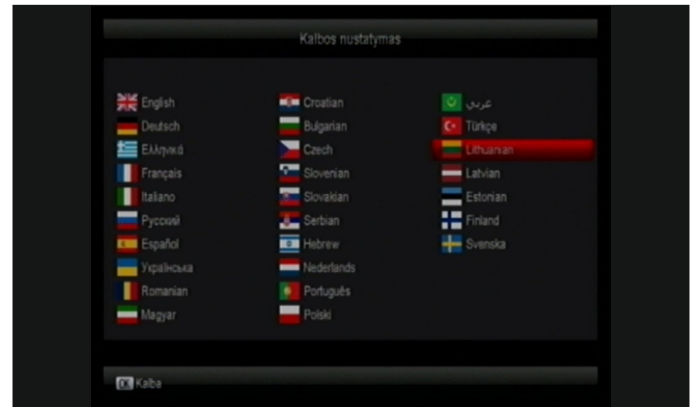 Kalbos nustatymas
English
Deutsch
Ελληνικά
Français
Italiano
Русский
Español
Українська
Romanian
Magyar
Croatian
Bulgarian
Czech
Slovenian
Slovakian
Serbian
Hebrew
Nederlands
Português
Polski
عربي
Türkçe
Lithuanian
Latvian
Estonian
Finland
Svenska
OK Kalba